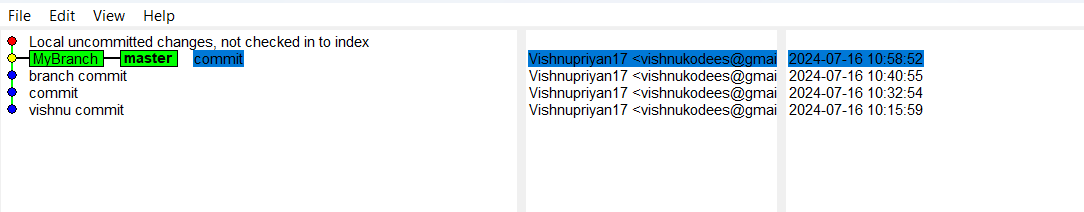 File Edit View Help
Local uncommitted changes, not checked in to index
MyBranch master commit Vishnupriyan17 <vishnukodees@gmai 2024-07-16 10:58:52
branch commit Vishnupriyan17 <vishnukodees@gmai 2024-07-16 10:40:55
commit Vishnupriyan17 <vishnukodees@gmai 2024-07-16 10:32:54
vishnu commit Vishnupriyan17 <vishnukodees@gmai 2024-07-16 10:15:59